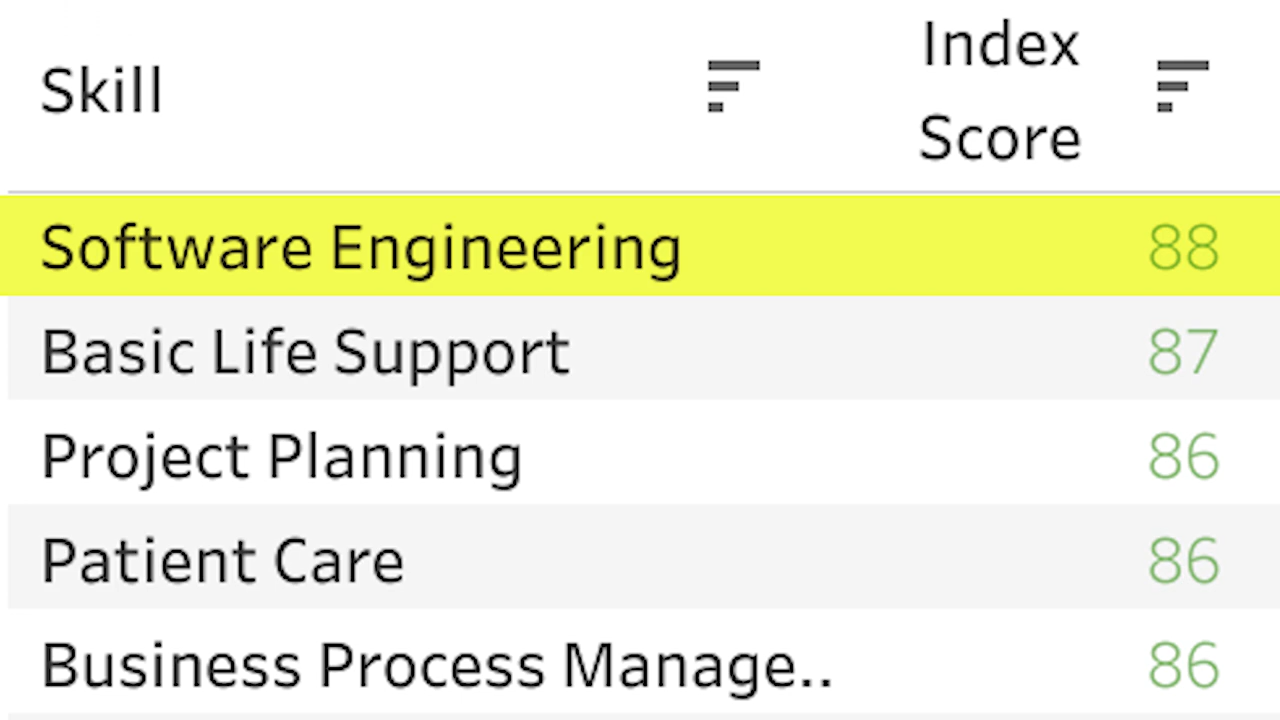 Skill
Index
Score
Software Engineering 88
Basic Life Support 87
Project Planning 86
Patient Care 86
Business Process Manage.. 86